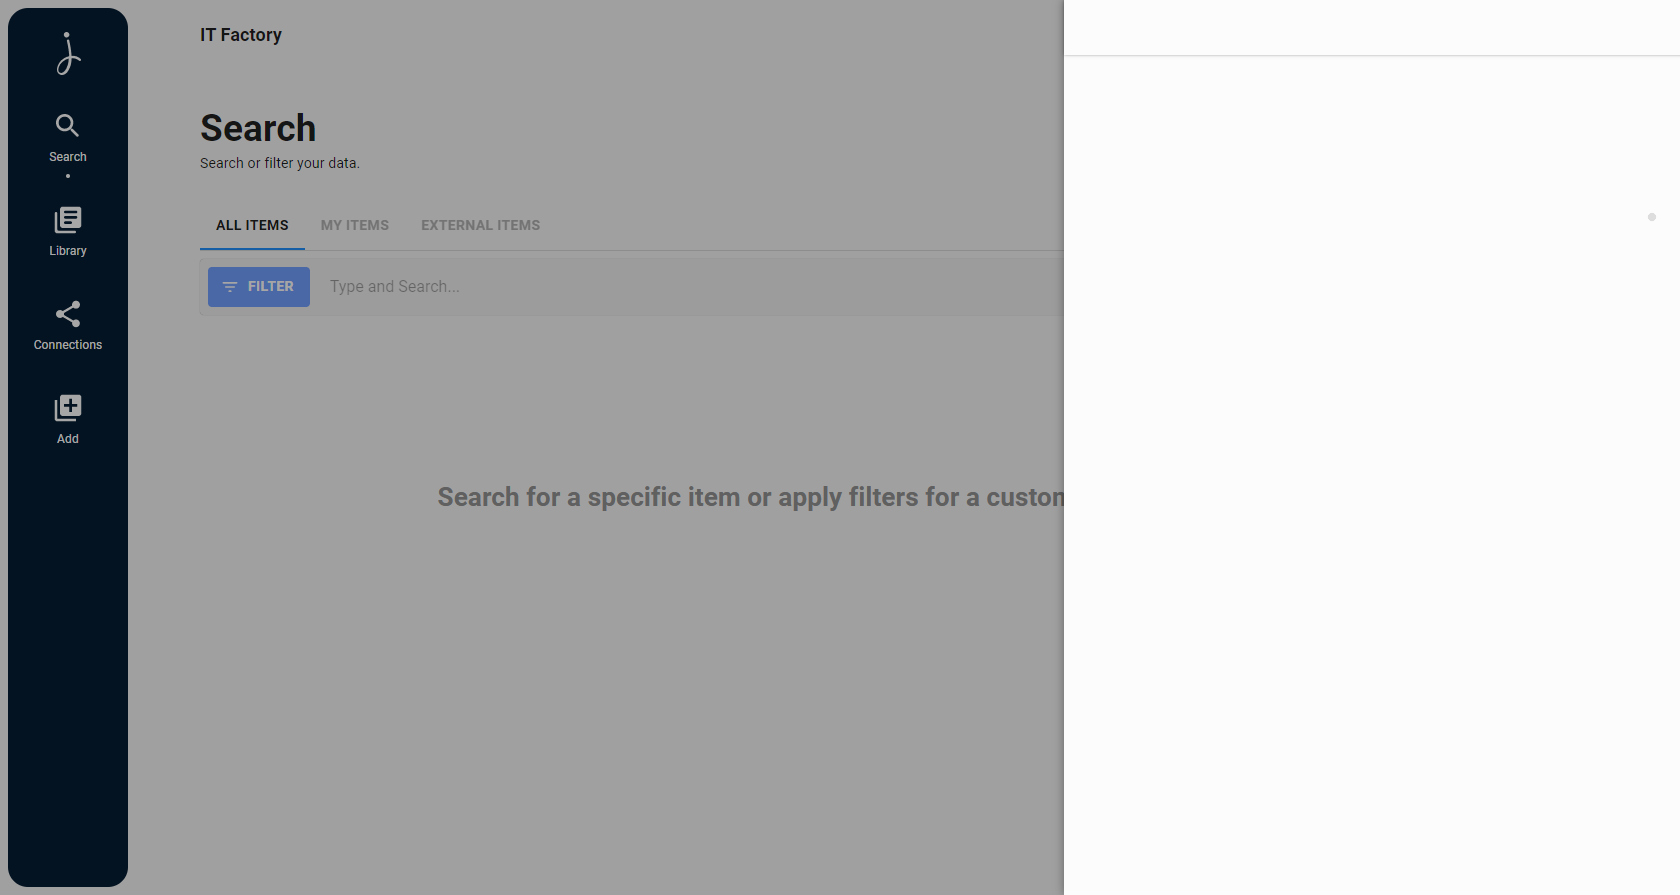 IT Factory
Search
Search or filter your data.
ALL ITEMS MY ITEMS EXTERNAL ITEMS
FILTER Type and Search...
Search for a specific item or apply filters for a
Search
Library
Connections
Add